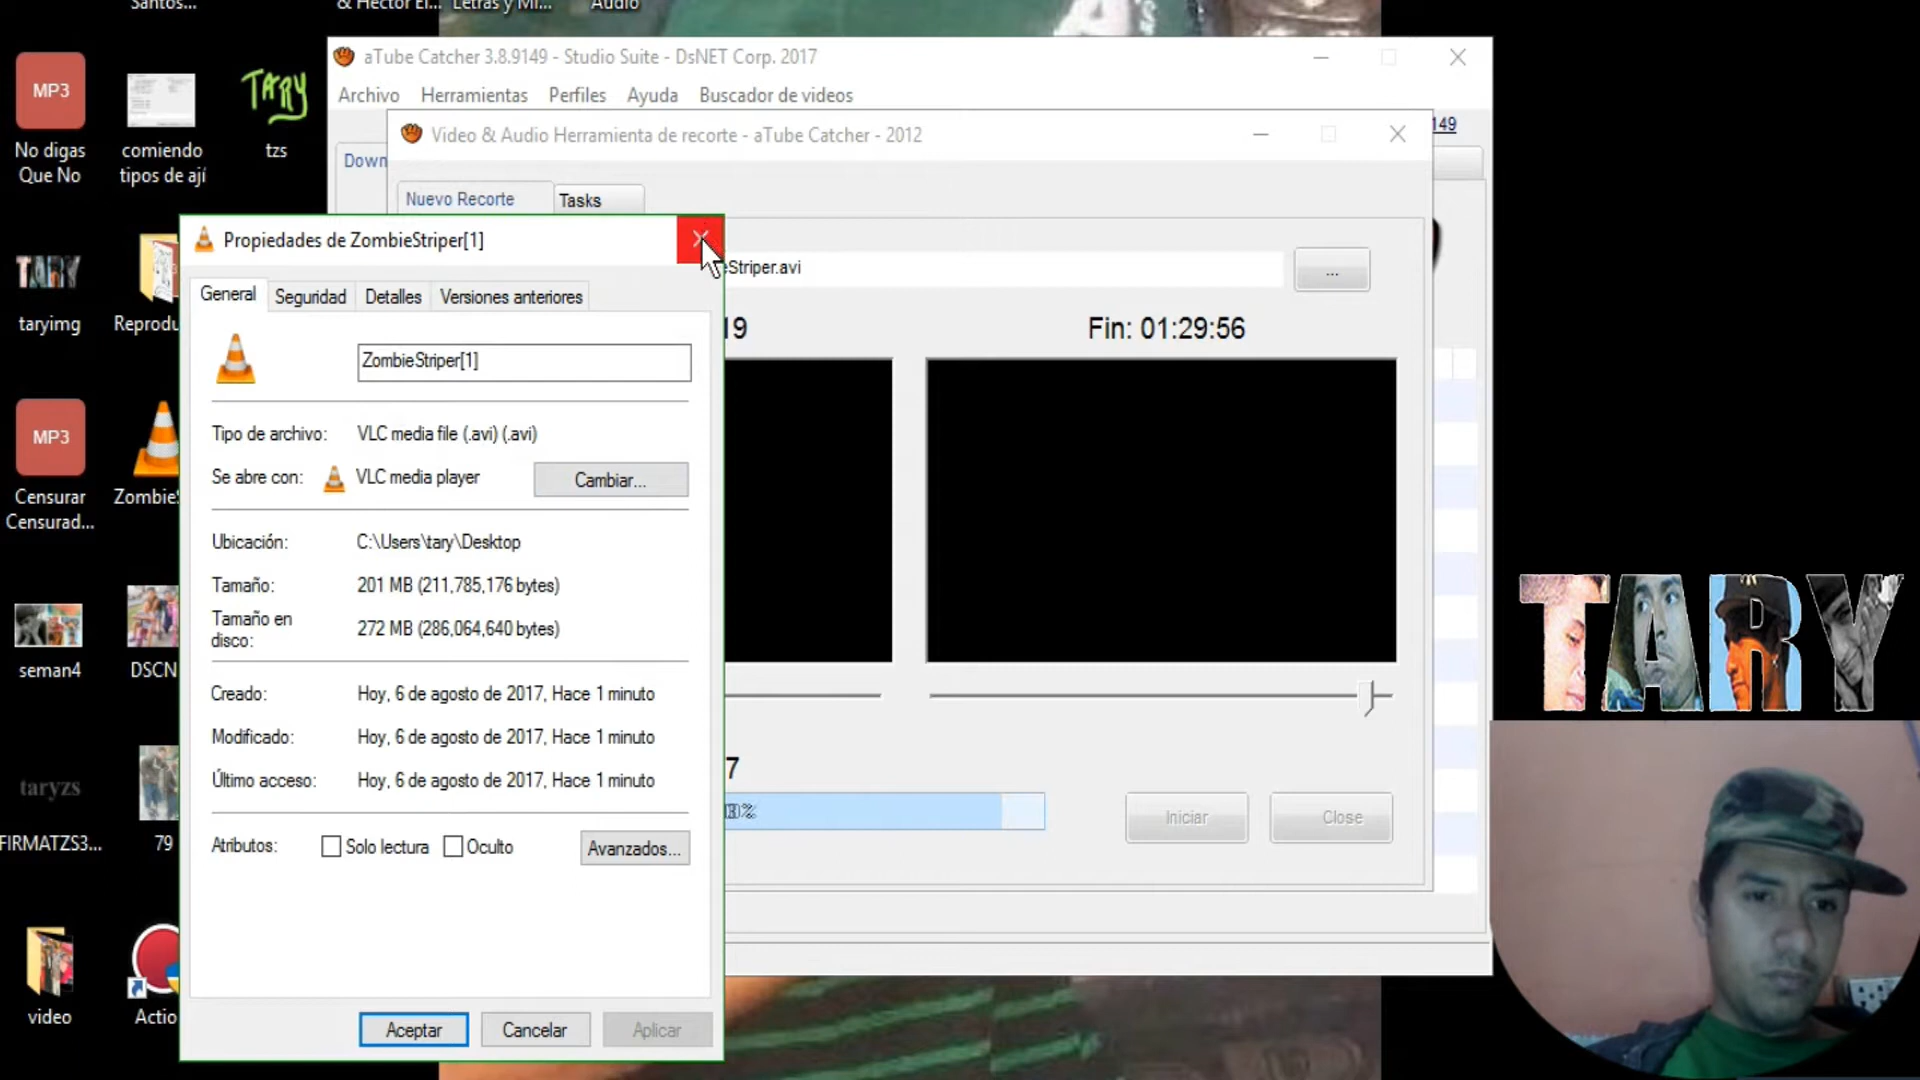 Santos...
& Hector El...
Letras y Mi...
Audio
MP3
No digas
Que No
comiendo
tipos de ají
TARY
tzs
TARY
taryimg
Reprodu
MP3
Censurar
Censurad...
Zombie
seman4
DSCN
taryzs
FIRMATZS3...
79
video
Actio
aTube Catcher 3.8.9149 - Studio Suite - DsNET Corp. 2017
Archivo Herramientas Perfiles Ayuda Buscador de videos
149
Down
Video & Audio Herramienta de recorte - aTube Catcher - 2012
Nuevo Recorte Tasks
Striper.avi
...
19
Fin: 01:29:56
7
Iniciar
Close
Propiedades de ZombieStriper[1]
General Seguridad Detalles Versiones anteriores
ZombieStriper[1]
Tipo de archivo: VLC media file (.avi) (.avi)
Se abre con: VLC media player Cambiar...
Ubicación: C:\Users\tary\Desktop
Tamaño: 201 MB (211,785,176 bytes)
Tamaño en
disco: 272 MB (286,064,640 bytes)
Creado: Hoy, 6 de agosto de 2017, Hace 1 minuto
Modificado: Hoy, 6 de agosto de 2017, Hace 1 minuto
Último acceso: Hoy, 6 de agosto de 2017, Hace 1 minuto
Atributos: Solo lectura Oculto Avanzados...
Aceptar Cancelar Aplicar
TARY